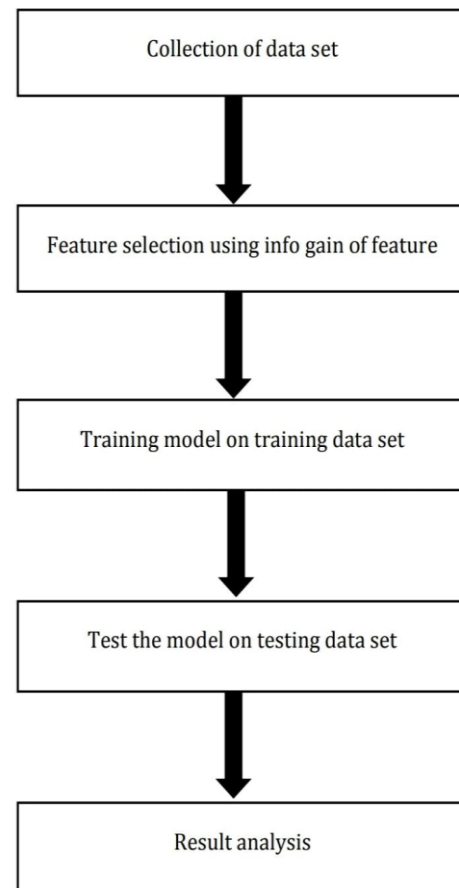 Collection of data set
Feature selection using info gain of feature
Training model on training data set
Test the model on testing data set
Result analysis